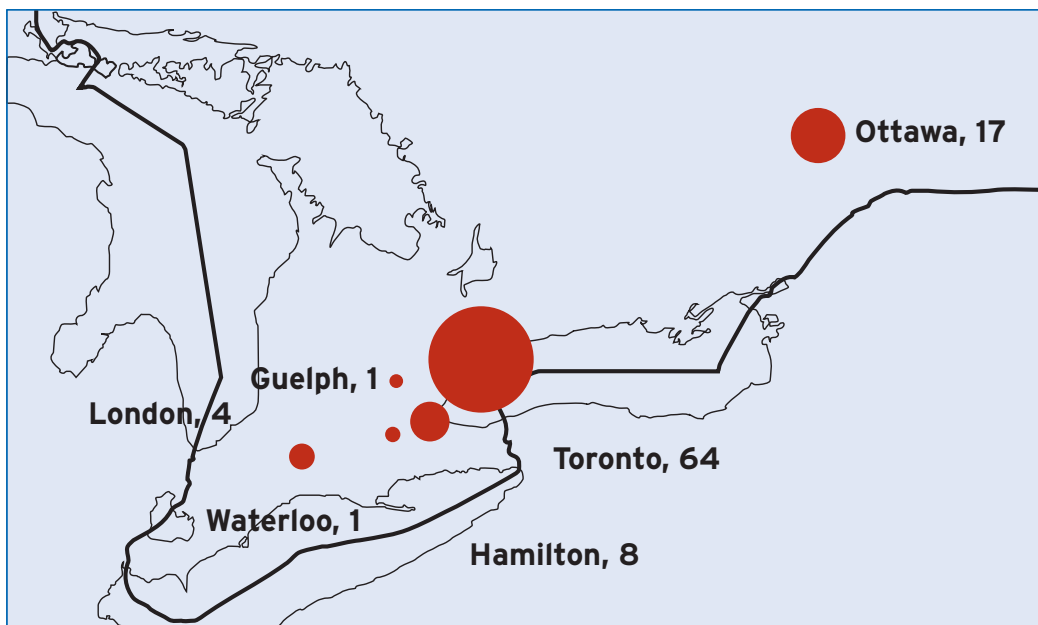 Ottawa, 17
Guelph, 1
London, 4
Toronto, 64
Waterloo, 1
Hamilton, 8